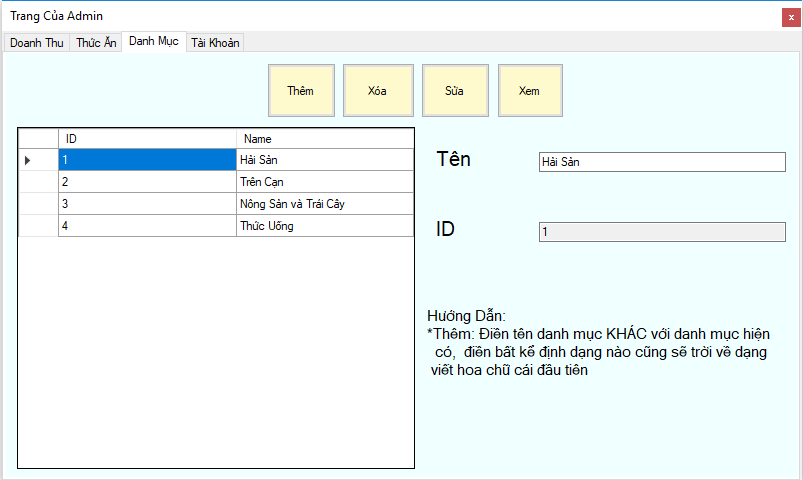 Trang Của Admin
x
Doanh Thu Thức Ăn Danh Mục Tài Khoản
Thêm Xóa Sửa Xem
ID Name
1 Hải Sản
2 Trên Cạn
3 Nông Sản và Trái Cây
4 Thức Uống
Tên Hải Sản
ID 1
Hướng Dẫn:
*Thêm: Điền tên danh mục KHÁC với danh mục hiện
có, điền bất kể định dạng nào cũng sẽ trời về dạng
viết hoa chữ cái đầu tiên